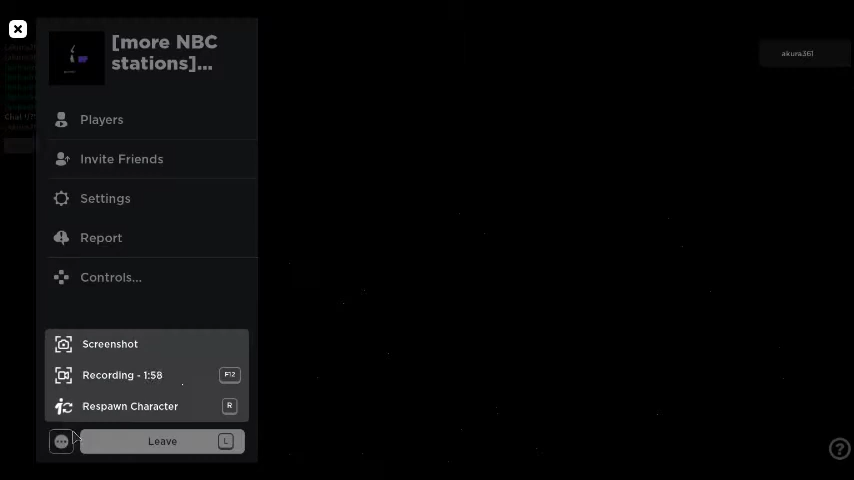 [more NBC
stations]...
akura361
Players
Invite Friends
Settings
Report
Controls...
Screenshot
Recording - 1:58 F12
Respawn Character R
Leave L